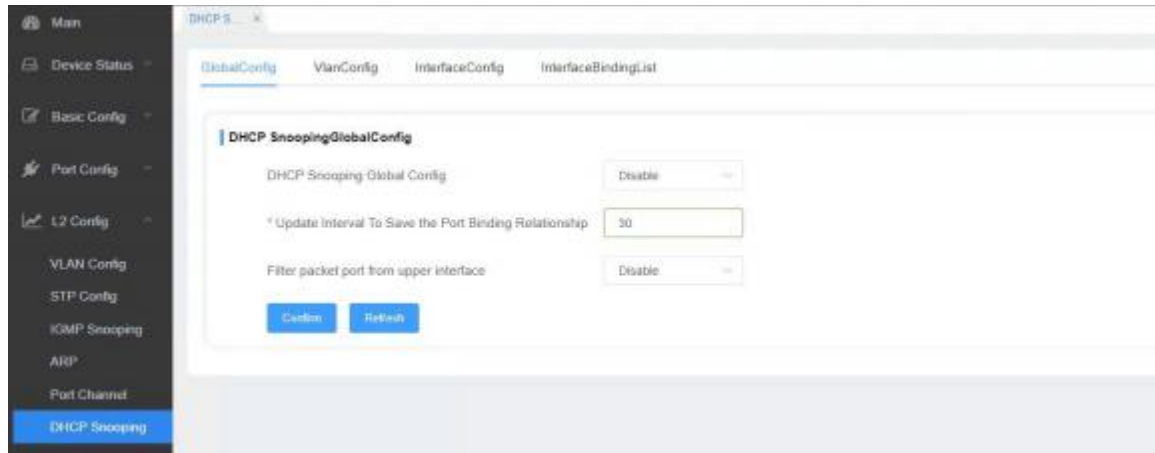 Main
DHCP S...
Device Status
GlobalConfig VlanConfig InterfaceConfig InterfaceBindingList
Basic Config
DHCP SnoopingGlobalConfig
Port Config
DHCP Snooping Global Config Disable
L2 Config
* Update Interval To Save the Port Binding Relationship 30
VLAN Config
Filter packet port from upper interface Disable
STP Config
IGMP Snooping
Confirm Refresh
ARP
Port Channel
DHCP Snooping